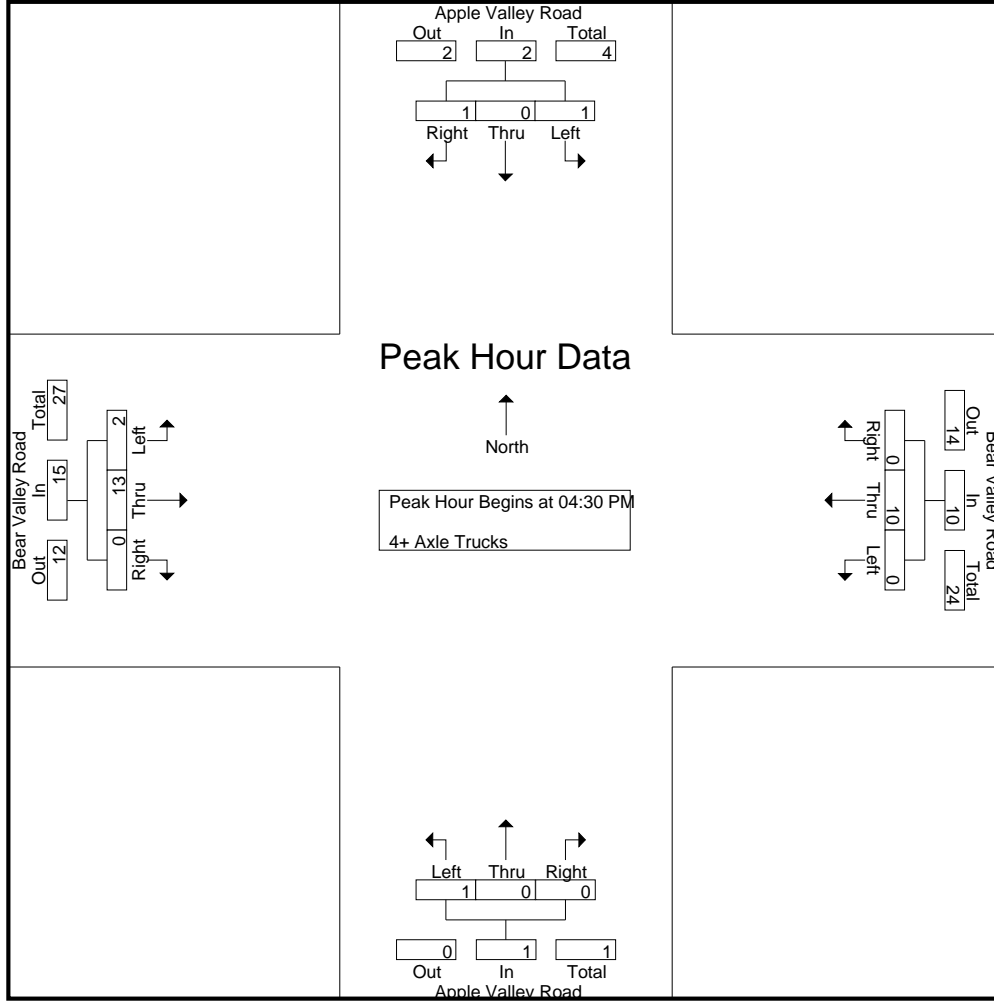 Apple Valley Road
Out In Total
2 2 4
1 0 1
Right Thru Left
Peak Hour Data
North
Peak Hour Begins at 04:30 PM
4+ Axle Trucks
Bear Valley Road
Out In Total
12 15 27
Right Thru Left
0 13 2
Bear Valley Road
Out In Total
14 10 24
Right Thru Left
0 10 0
Left Thru Right
1 0 0
0 1 1
Out In Total
Apple Valley Road